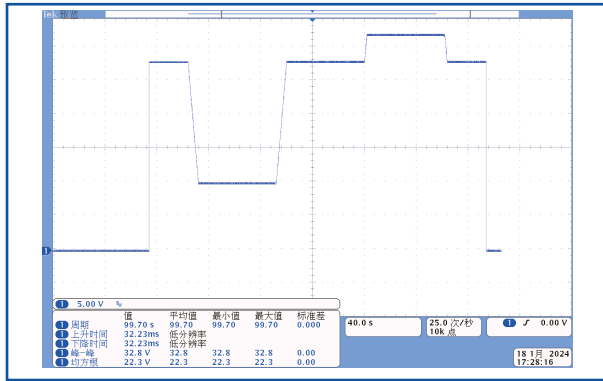 预览
1
1 5.00 V
值 平均值 最小值 最大值 标准差
1 周期 99.70 s 99.70 99.70 99.70 0.000
1 上升时间 32.23ms 低分辨率
1 下降时间 32.23ms 低分辨率
1 峰-峰 32.8 V 32.8 32.8 32.8 0.00
1 均方根 22.3 V 22.3 22.3 22.3 0.00
40.0 s
25.0 次/秒
10k 点
1 0.00 V
18 1月 2024
17:28:16